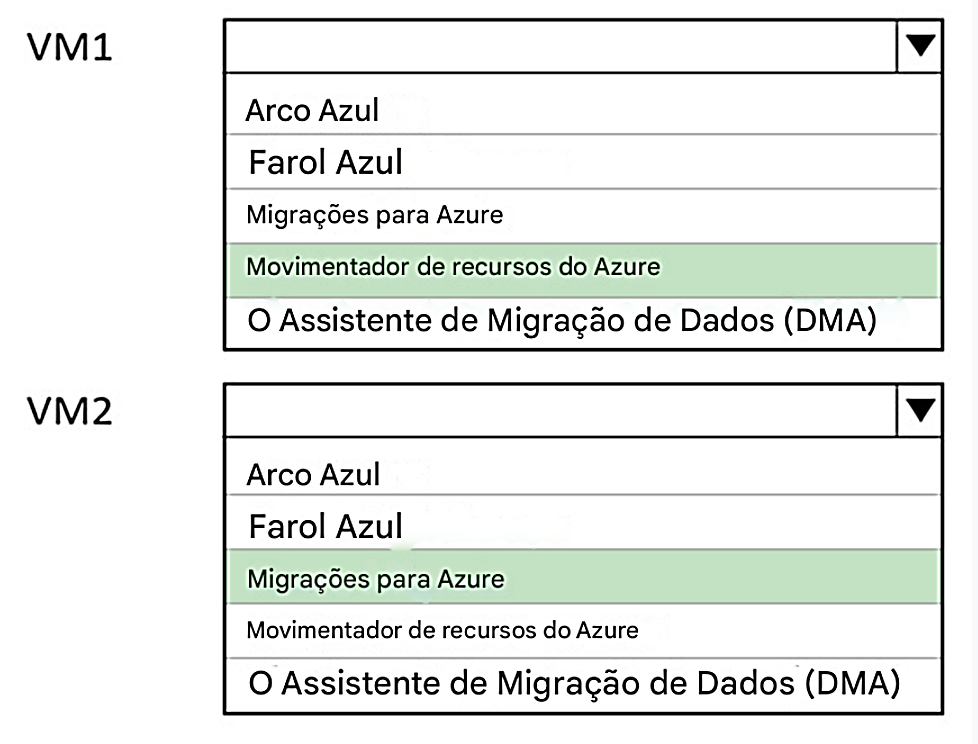 VM1
Arco Azul
Farol Azul
Migrações para Azure
Movimentador de recursos do Azure
O Assistente de Migração de Dados (DMA)
VM2
Arco Azul
Farol Azul
Migrações para Azure
Movimentador de recursos do Azure
O Assistente de Migração de Dados (DMA)